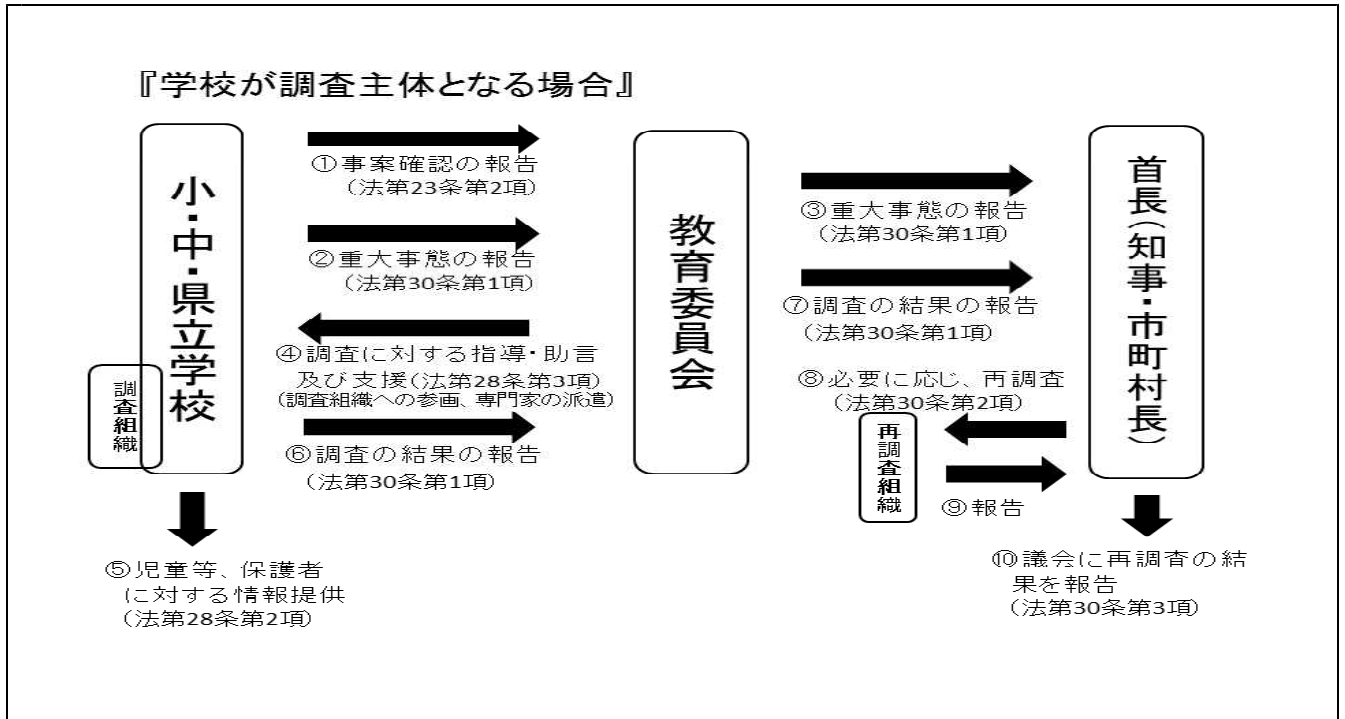 『学校が調査主体となる場合』
小・中・県立学校
調査組織
①事案確認の報告
(法第23条第2項)
②重大事態の報告
(法第30条第1項)
④調査に対する指導・助言
及び支援(法第28条第3項)
(調査組織への参画、専門家の派遣)
⑥調査の結果の報告
(法第30条第1項)
⑤児童等、保護者
に対する情報提供
(法第28条第2項)
教育委員会
③重大事態の報告
(法第30条第1項)
⑦調査の結果の報告
(法第30条第1項)
⑧必要に応じ、再調査
(法第30条第2項)
再調査組織
⑨報告
首長(知事・市町村長)
⑩議会に再調査の結
果を報告
(法第30条第3項)